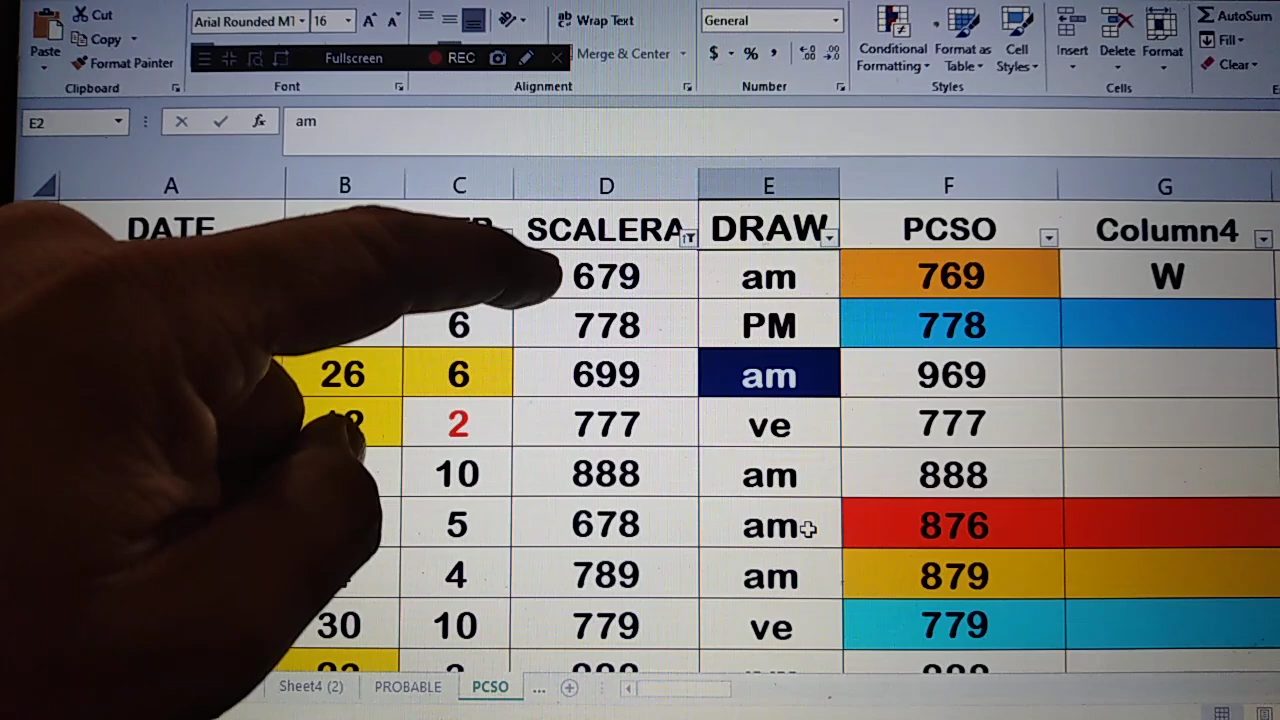 Cut
Copy
Format Painter
Paste
Clipboard
Arial Rounded MT
16
A A
Font
Fullscreen
REC
ab
Wrap Text
Merge & Center
Alignment
General
$ % ,
Number
Conditional Formatting
Format as Table
Cell Styles
Styles
Insert
Delete
Format
Cells
AutoSum
Fill
Clear
E2
fx
am
A B C D E F G
DATE SCALERA DRAW PCSO Column4
679 am 769 W
6 778 PM 778
26 6 699 am 969
2 777 ve 777
10 888 am 888
5 678 am 876
4 789 am 879
30 10 779 ve 779
Sheet4 (2) PROBABLE PCSO ...